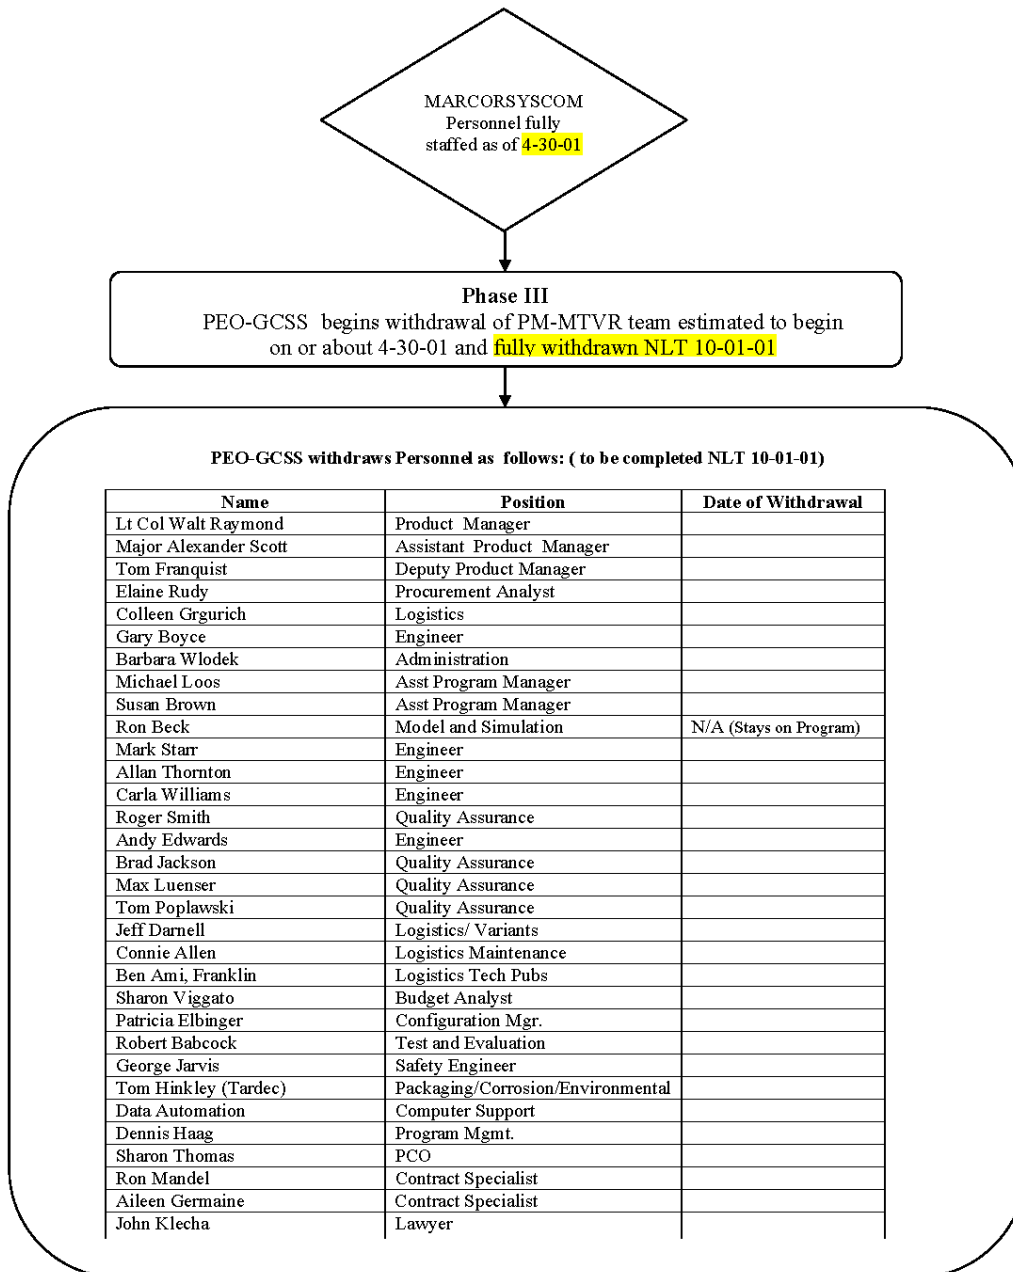 MARCORSYSCOM
Personnel fully
staffed as of 4-30-01
Phase III
PEO-GCSS begins withdrawal of PM-MTVR team estimated to begin
on or about 4-30-01 and fully withdrawn NLT 10-01-01
PEO-GCSS withdraws Personnel as follows: ( to be completed NLT 10-01-01)
Name Position Date of Withdrawal
Lt Col Walt Raymond Product Manager
Major Alexander Scott Assistant Product Manager
Tom Franquist Deputy Product Manager
Elaine Rudy Procurement Analyst
Colleen Grgurich Logistics
Gary Boyce Engineer
Barbara Wlodek Administration
Michael Loos Asst Program Manager
Susan Brown Asst Program Manager
Ron Beck Model and Simulation N/A (Stays on Program)
Mark Starr Engineer
Allan Thornton Engineer
Carla Williams Engineer
Roger Smith Quality Assurance
Andy Edwards Engineer
Brad Jackson Quality Assurance
Max Luenser Quality Assurance
Tom Poplawski Quality Assurance
Jeff Darnell Logistics/ Variants
Connie Allen Logistics Maintenance
Ben Ami, Franklin Logistics Tech Pubs
Sharon Viggato Budget Analyst
Patricia Elbinger Configuration Mgr.
Robert Babcock Test and Evaluation
George Jarvis Safety Engineer
Tom Hinkley (Tardec) Packaging/Corrosion/Environmental
Data Automation Computer Support
Dennis Haag Program Mgmt.
Sharon Thomas PCO
Ron Mandel Contract Specialist
Aileen Germaine Contract Specialist
John Klecha Lawyer